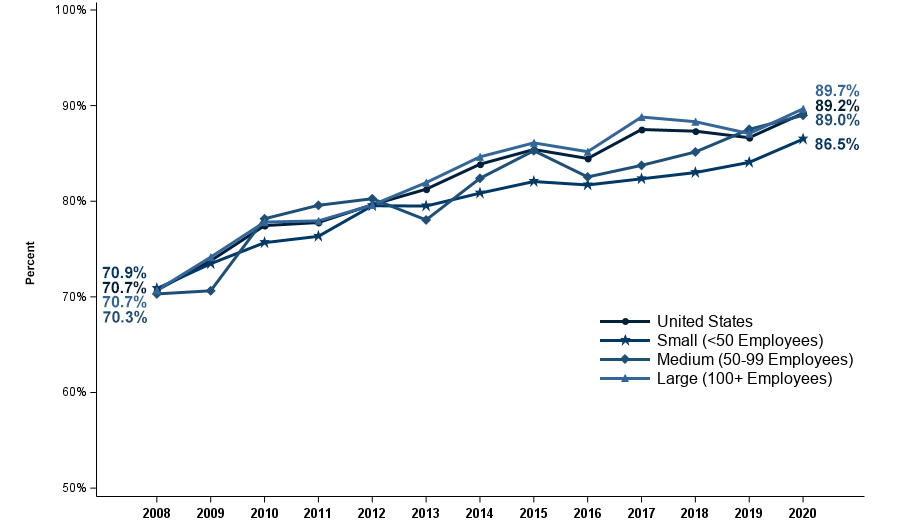 100%
90%
80%
70%
60%
50%
Percent
70.9%
70.7%
70.7%
70.3%
89.7%
89.2%
89.0%
86.5%
United States
Small (<50 Employees)
Medium (50-99 Employees)
Large (100+ Employees)
2008 2009 2010 2011 2012 2013 2014 2015 2016 2017 2018 2019 2020